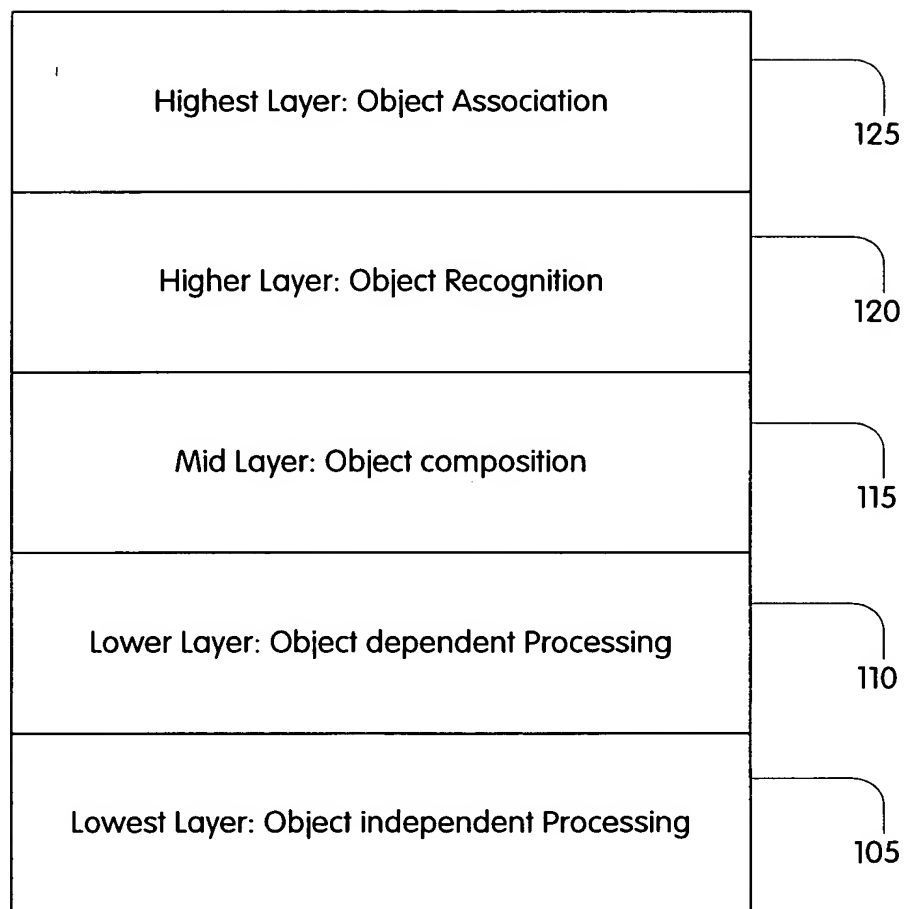 Highest Layer: Object Association
125
Higher Layer: Object Recognition
120
Mid Layer: Object composition
115
Lower Layer: Object dependent Processing
110
Lowest Layer: Object independent Processing
105